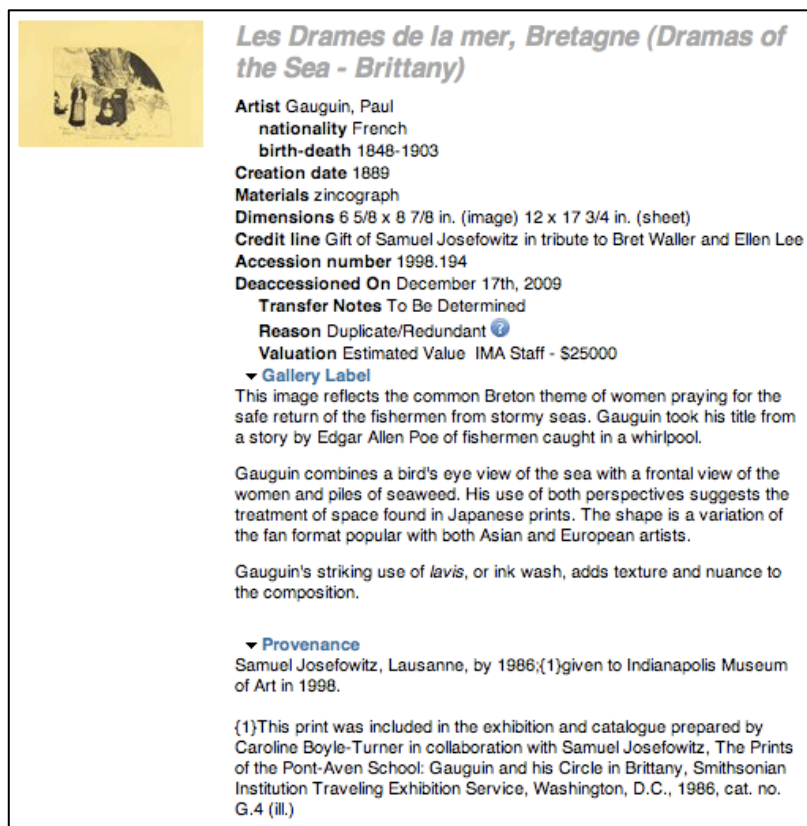 Les Drames de la mer, Bretagne (Dramas of
the Sea - Brittany)
Artist Gauguin, Paul
nationality French
birth-death 1848-1903
Creation date 1889
Materials zincograph
Dimensions 6 5/8 x 8 7/8 in. (image) 12 x 17 3/4 in. (sheet)
Credit line Gift of Samuel Josefowitz in tribute to Bret Waller and Ellen Lee
Accession number 1998.194
Deaccessioned On December 17th, 2009
Transfer Notes To Be Determined
Reason Duplicate/Redundant ?
Valuation Estimated Value IMA Staff - $25000
Gallery Label
This image reflects the common Breton theme of women praying for the
safe return of the fishermen from stormy seas. Gauguin took his title from
a story by Edgar Allen Poe of fishermen caught in a whirlpool.
Gauguin combines a bird's eye view of the sea with a frontal view of the
women and piles of seaweed. His use of both perspectives suggests the
treatment of space found in Japanese prints. The shape is a variation of
the fan format popular with both Asian and European artists.
Gauguin's striking use of lavis, or ink wash, adds texture and nuance to
the composition.
Provenance
Samuel Josefowitz, Lausanne, by 1986;{1}given to Indianapolis Museum
of Art in 1998.
{1}This print was included in the exhibition and catalogue prepared by
Caroline Boyle-Turner in collaboration with Samuel Josefowitz, The Prints
of the Pont-Aven School: Gauguin and his Circle in Brittany, Smithsonian
Institution Traveling Exhibition Service, Washington, D.C., 1986, cat. no.
G.4 (ill.)